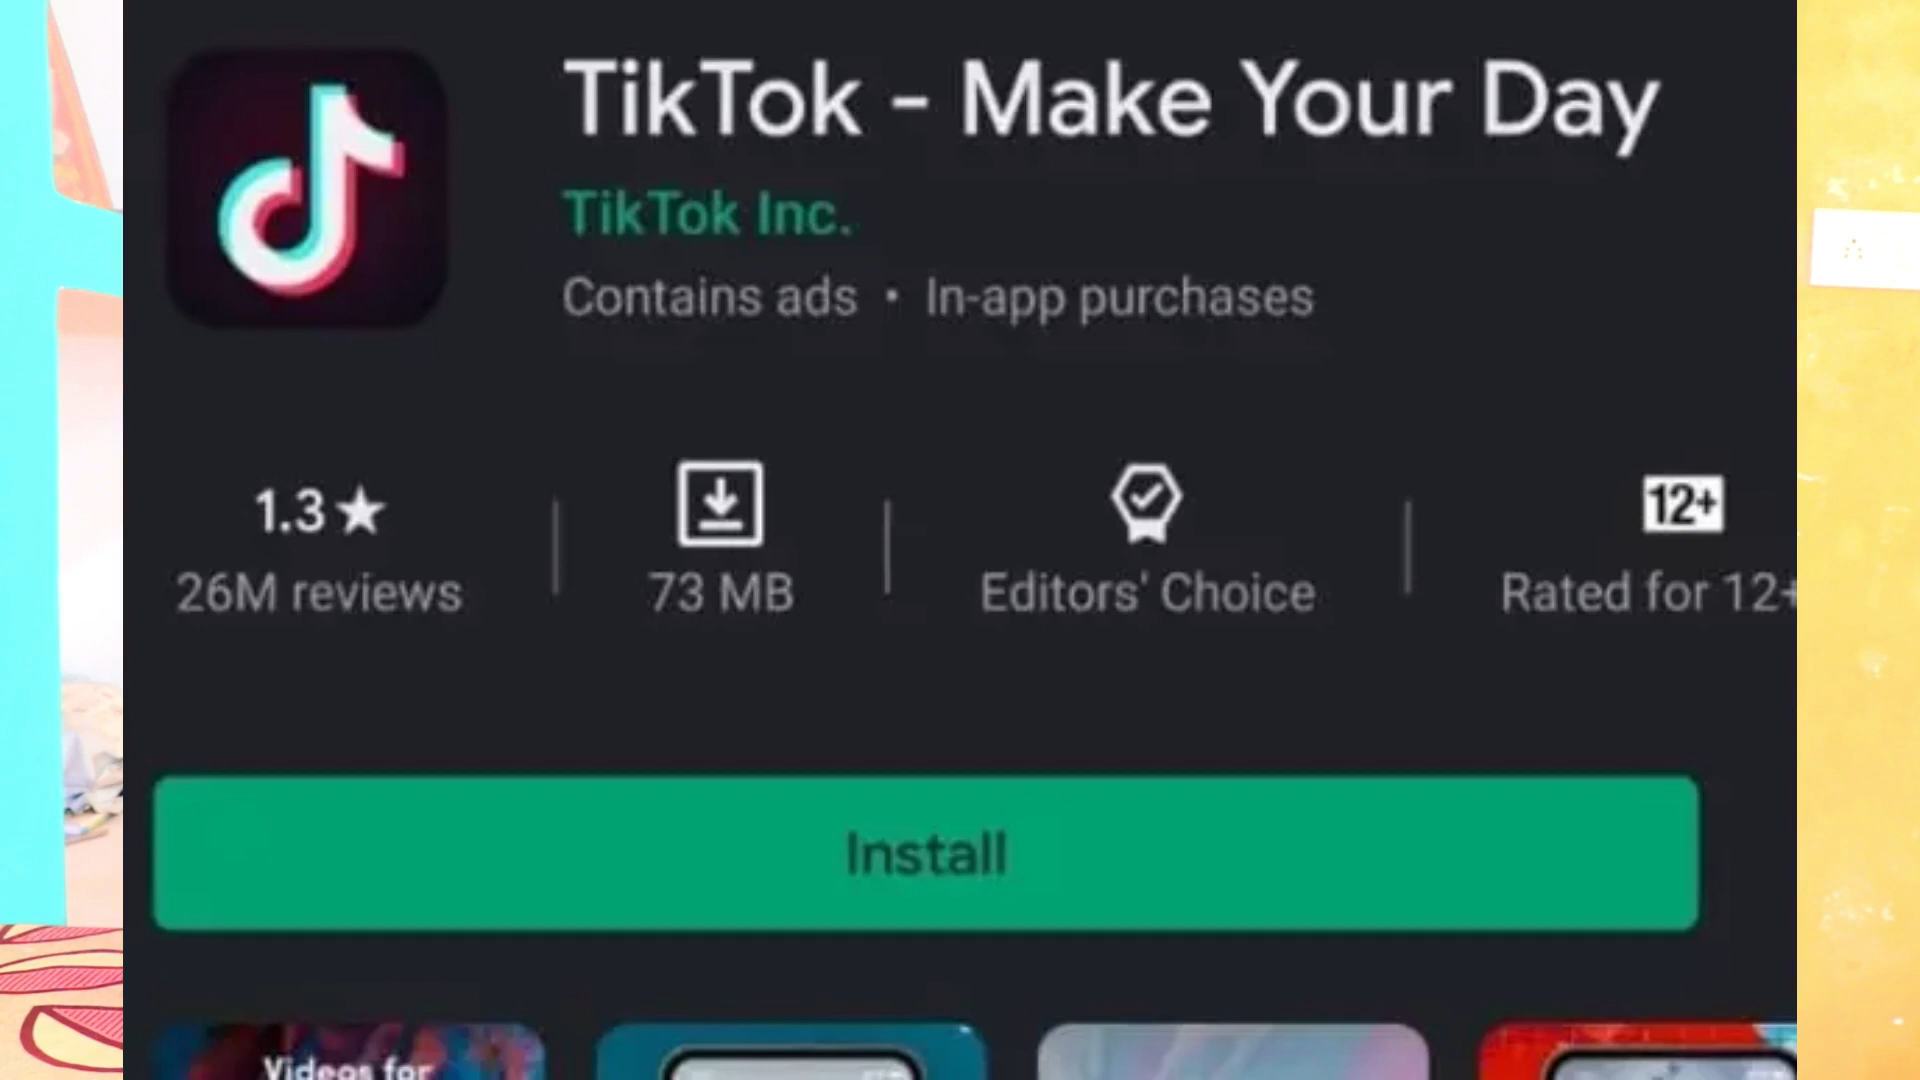 TikTok - Make Your Day
TikTok Inc.
Contains ads • In-app purchases
1.3★
26M reviews
73 MB
Editors' Choice
12+
Rated for 12+
Install
Videos for